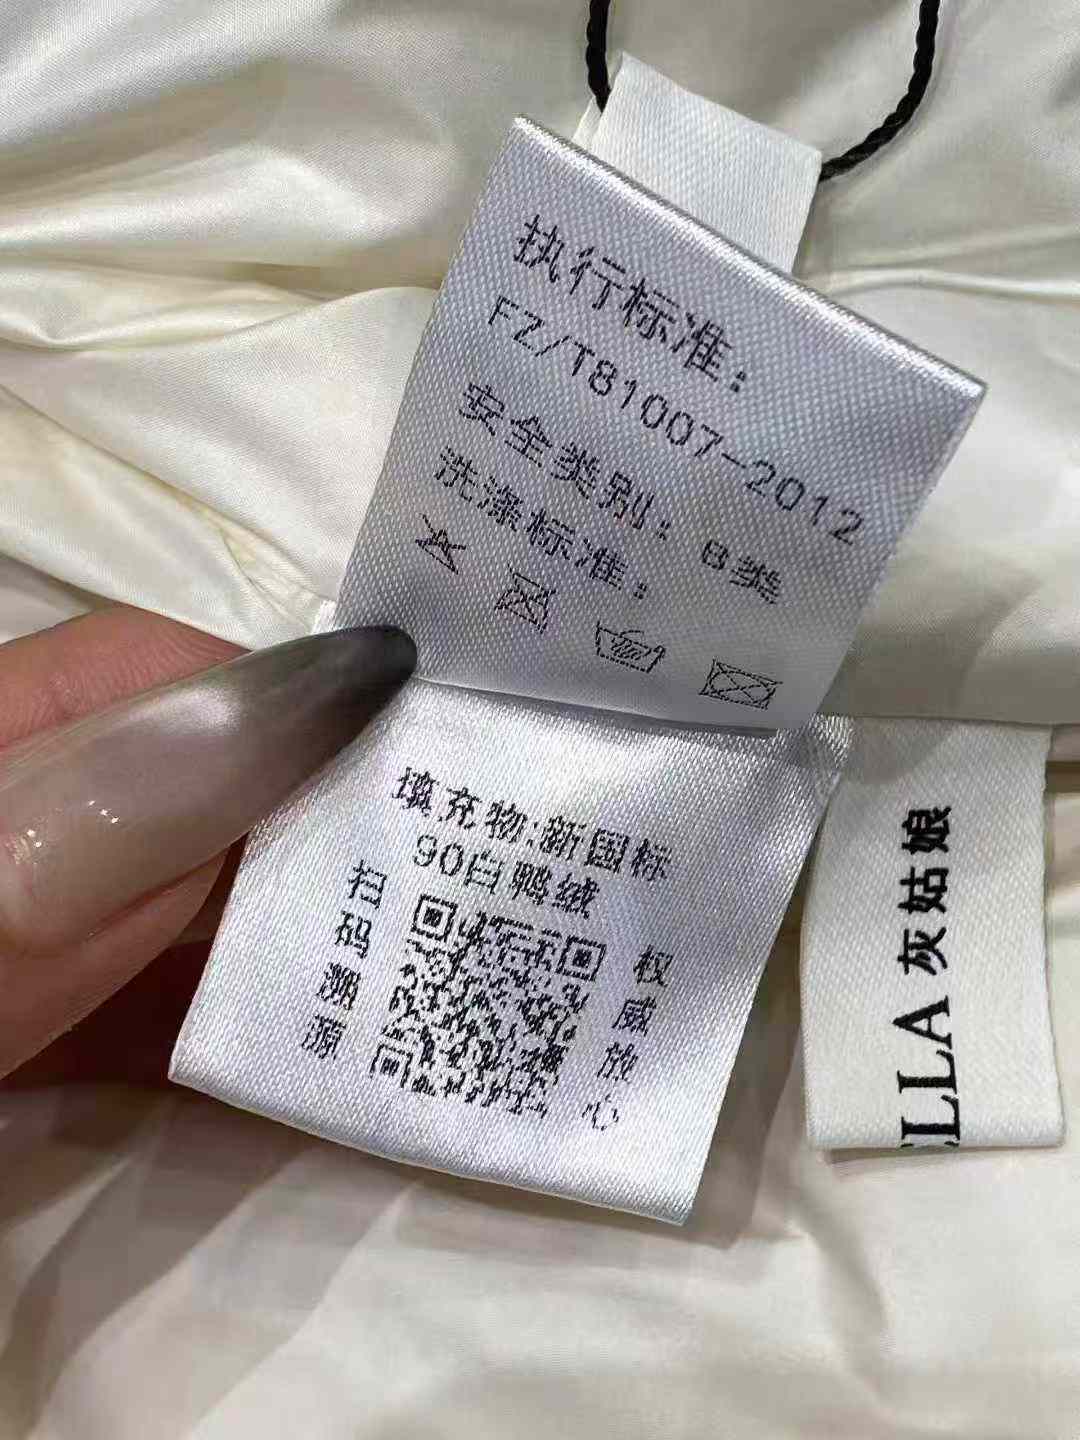 执行标准：
FZ/T81007-2012
安全类别：B类
洗涤标准：
填充物:新国标
90白鸭绒
扫码溯源
权威放心
ELLA 灰姑娘